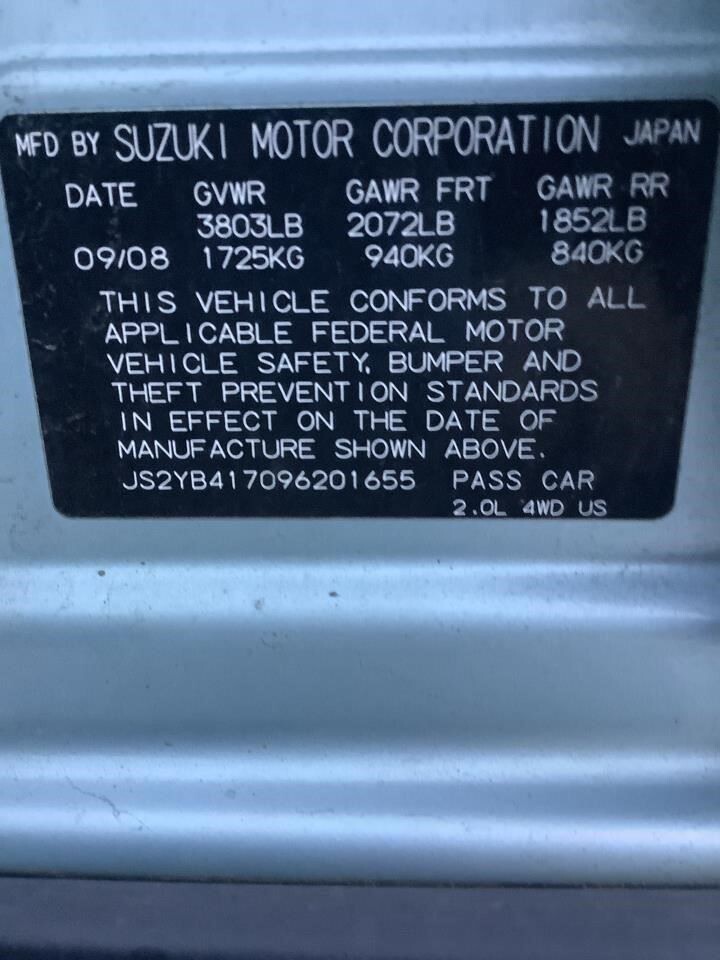 MFD BY SUZUKI MOTOR CORPORATION JAPAN
DATE GVWR GAWR FRT GAWR RR
3803LB 2072LB 1852LB
09/08 1725KG 940KG 840KG
THIS VEHICLE CONFORMS TO ALL
APPLICABLE FEDERAL MOTOR
VEHICLE SAFETY, BUMPER AND
THEFT PREVENTION STANDARDS
IN EFFECT ON THE DATE OF
MANUFACTURE SHOWN ABOVE.
JS2YB417096201655 PASS CAR
2.0L 4WD US